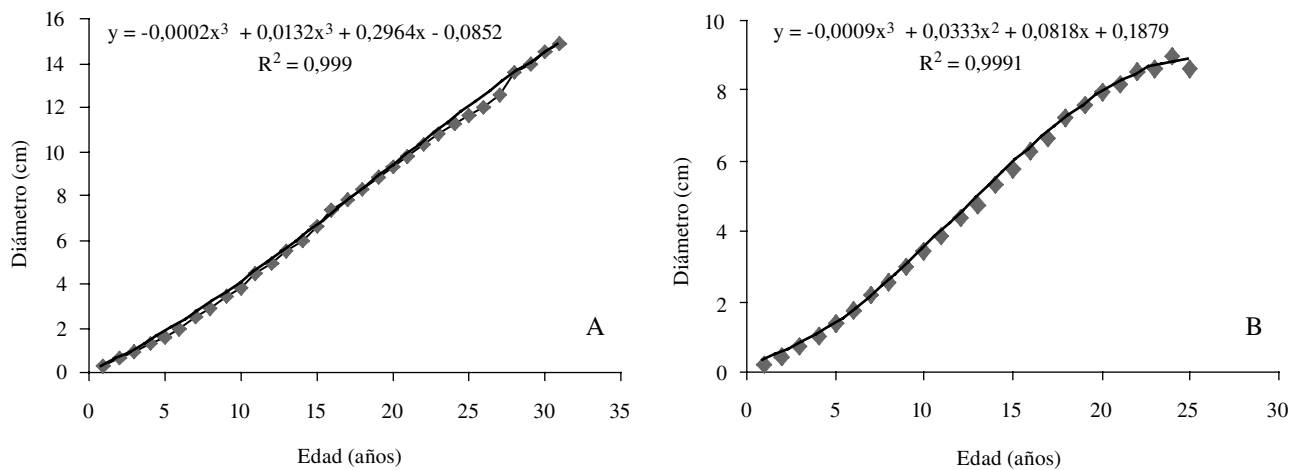 y = -0,0002x³ + 0,0132x³ + 0,2964x - 0,0852
R² = 0,999
16
14
12
10
8
6
4
2
0
Diámetro (cm)
0 5 10 15 20 25 30 35
Edad (años)
A
y = -0,0009x³ + 0,0333x² + 0,0818x + 0,1879
R² = 0,9991
10
8
6
4
2
0
Diámetro (cm)
0 5 10 15 20 25 30
Edad (años)
B